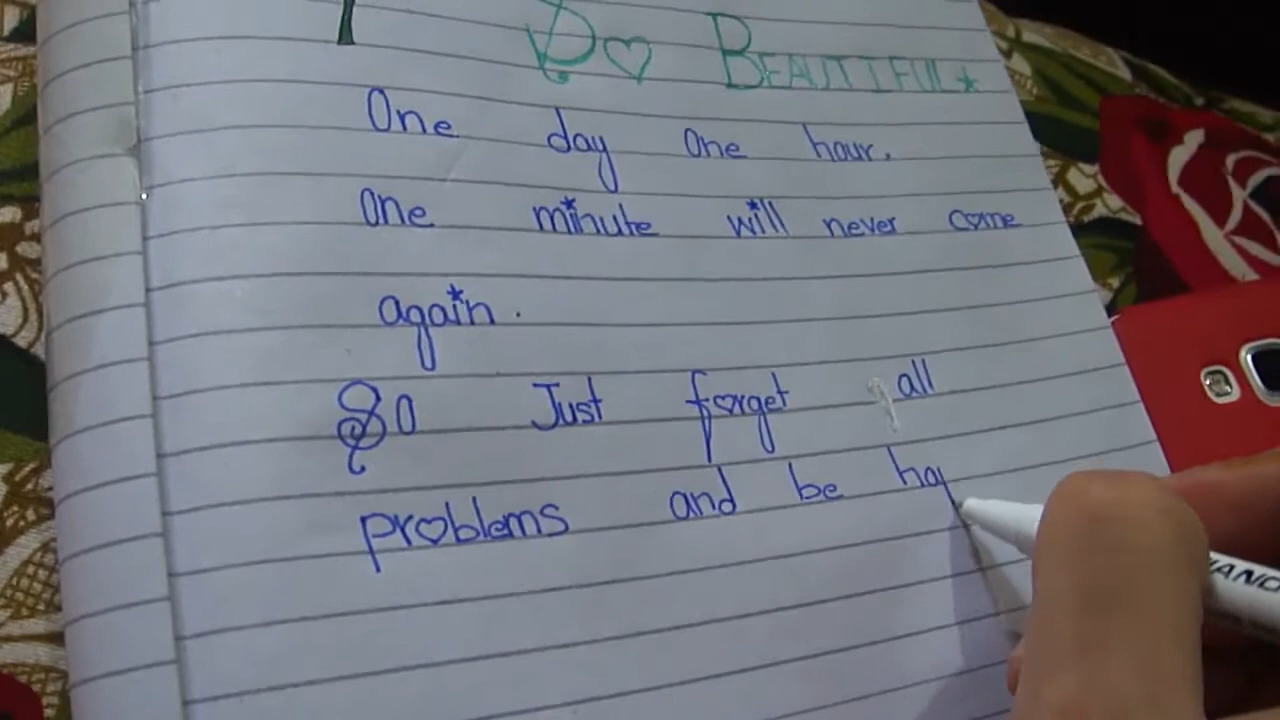 So BEAUTIFUL
One day one hour.
One minute will never come
again.
So Just forget all
problems and be ha